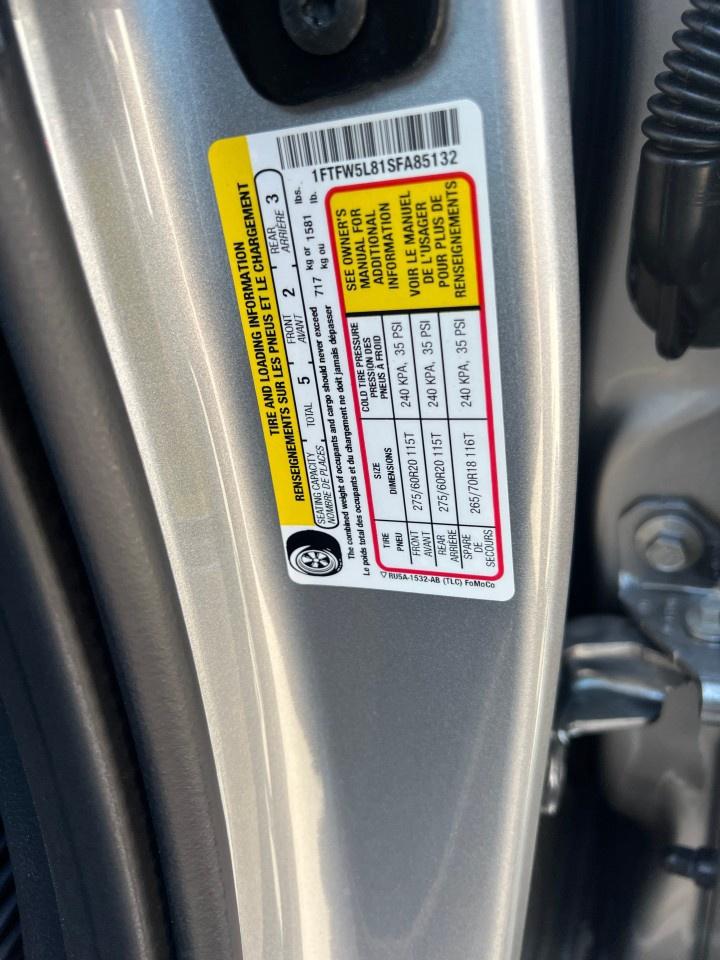 TIRE AND LOADING INFORMATION
RENSEIGNEMENTS SUR LES PNEUS ET LE CHARGEMENT
SEATING CAPACITY
NOMBRE DE PLACES
TOTAL 5
FRONT
AVANT 2
REAR
ARRIÈRE 3
The combined weight of occupants and cargo should never exceed 717 kg or 1581 lbs.
Le poids total des occupants et du chargement ne doit jamais dépasser kg ou lb.
TIRE SIZE COLD TIRE PRESSURE
PNEU DIMENSIONS PRESSION DES
PNEUS À FROID
FRONT
AVANT 275/60R20 115T 240 KPA, 35 PSI
REAR
ARRIÈRE 275/60R20 115T 240 KPA, 35 PSI
SPARE
DE
SECOURS 265/70R18 116T 240 KPA, 35 PSI
SEE OWNER'S
MANUAL FOR
ADDITIONAL
INFORMATION
VOIR LE MANUEL
DE L'USAGER
POUR PLUS DE
RENSEIGNEMENTS
RU5A-1532-AB (TLC) FoMoCo
1FTFW5L81SFA85132